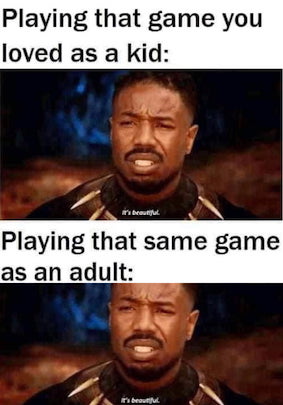 Playing that game you
loved as a kid:
It's beautiful.
Playing that same game
as an adult:
It's beautiful.